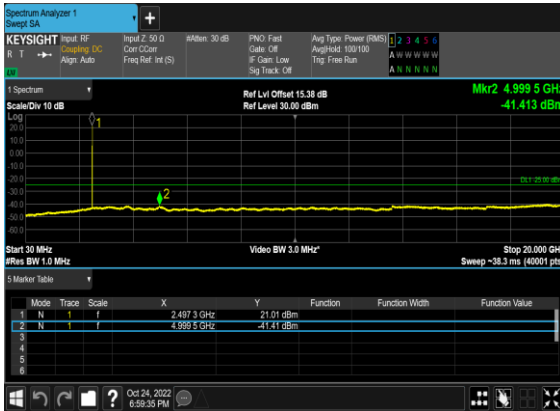 Spectrum Analyzer 1
Swept SA
+
KEYSIGHT
R T
Input: RF
Coupling: DC
Align: Auto
Input Z: 50 Ω
Corr CCorr
Freq Ref: Int (S)
#Atten: 30 dB
PNO: Fast
Gate: Off
IF Gain: Low
Sig Track: Off
Avg Type: Power (RMS)
Avg|Hold: 100/100
Trig: Free Run
1 2 3 4 5 6
A W W W W W
A N N N N N
1 Spectrum
Scale/Div 10 dB
Ref Lvl Offset 15.38 dB
Ref Level 30.00 dBm
Mkr2 4.999 5 GHz
-41.413 dBm
Log
20.0
10.0
0.00
-10.0
-20.0
-30.0
-40.0
-50.0
-60.0
1
2
DL1 -25.00 dBm
Start 30 MHz
#Res BW 1.0 MHz
Video BW 3.0 MHz*
Stop 20.000 GHz
Sweep ~38.3 ms (40001 pts)
5 Marker Table
Mode Trace Scale X Y Function Function Width Function Value
1 N 1 f 2.497 3 GHz 21.01 dBm
2 N 1 f 4.999 5 GHz -41.41 dBm
3
4
5
6
?
Oct 24, 2022
6:59:35 PM